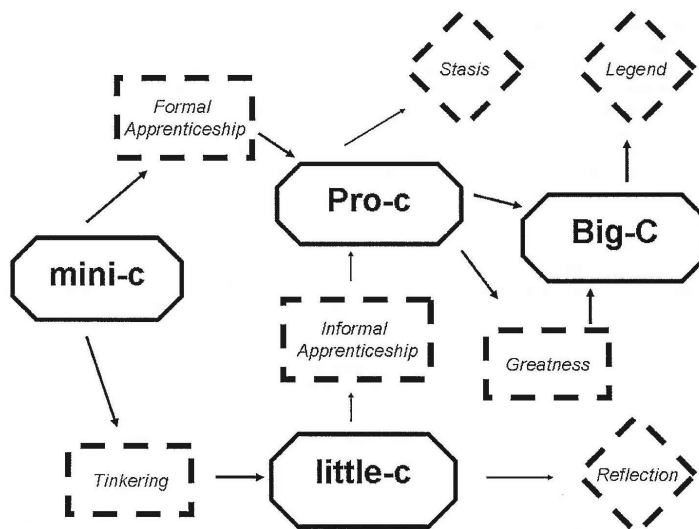 Stasis
Legend
Formal
Apprenticeship
Pro-c
Big-C
mini-c
Informal
Apprenticeship
Greatness
Tinkering
little-c
Reflection